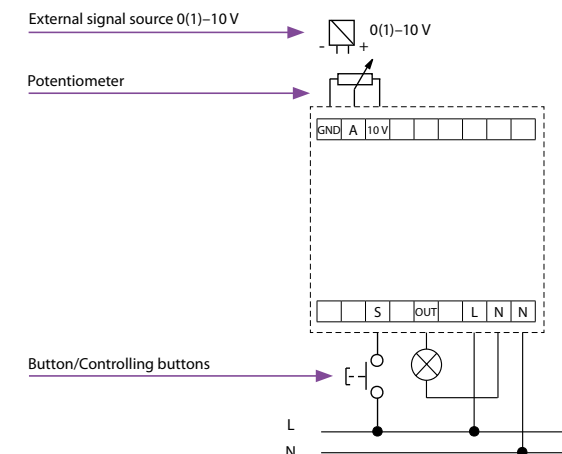 External signal source 0(1)–10 V
0(1)–10 V
- +
Potentiometer
GND A 10 V
S OUT L N N
Button/Controlling buttons
L
N